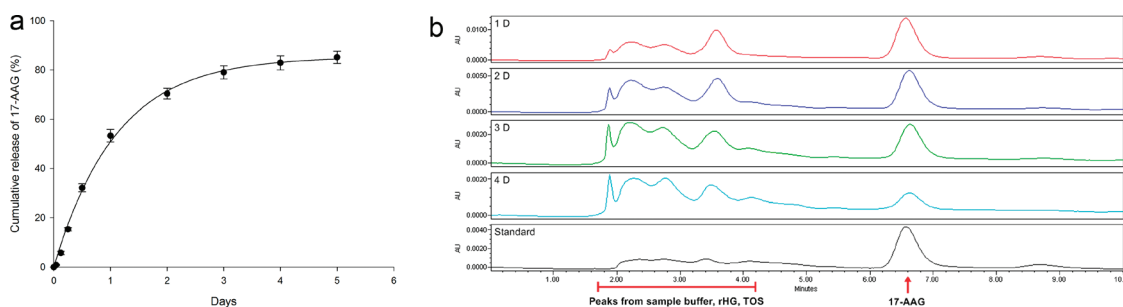 a
Cumulative release of 17-AAG (%)
100
80
60
40
20
0
0 1 2 3 4 5 6
Days
b
1 D
AU
0.0100
0.0000
2 D
AU
0.0050
0.0000
3 D
AU
0.0020
0.0000
4 D
AU
0.0020
0.0000
Standard
AU
0.0040
0.0020
0.0000
1.00 2.00 3.00 4.00 5.00 6.00 7.00 8.00 9.00 10.0
Minutes
Peaks from sample buffer, rHG, TOS
17-AAG